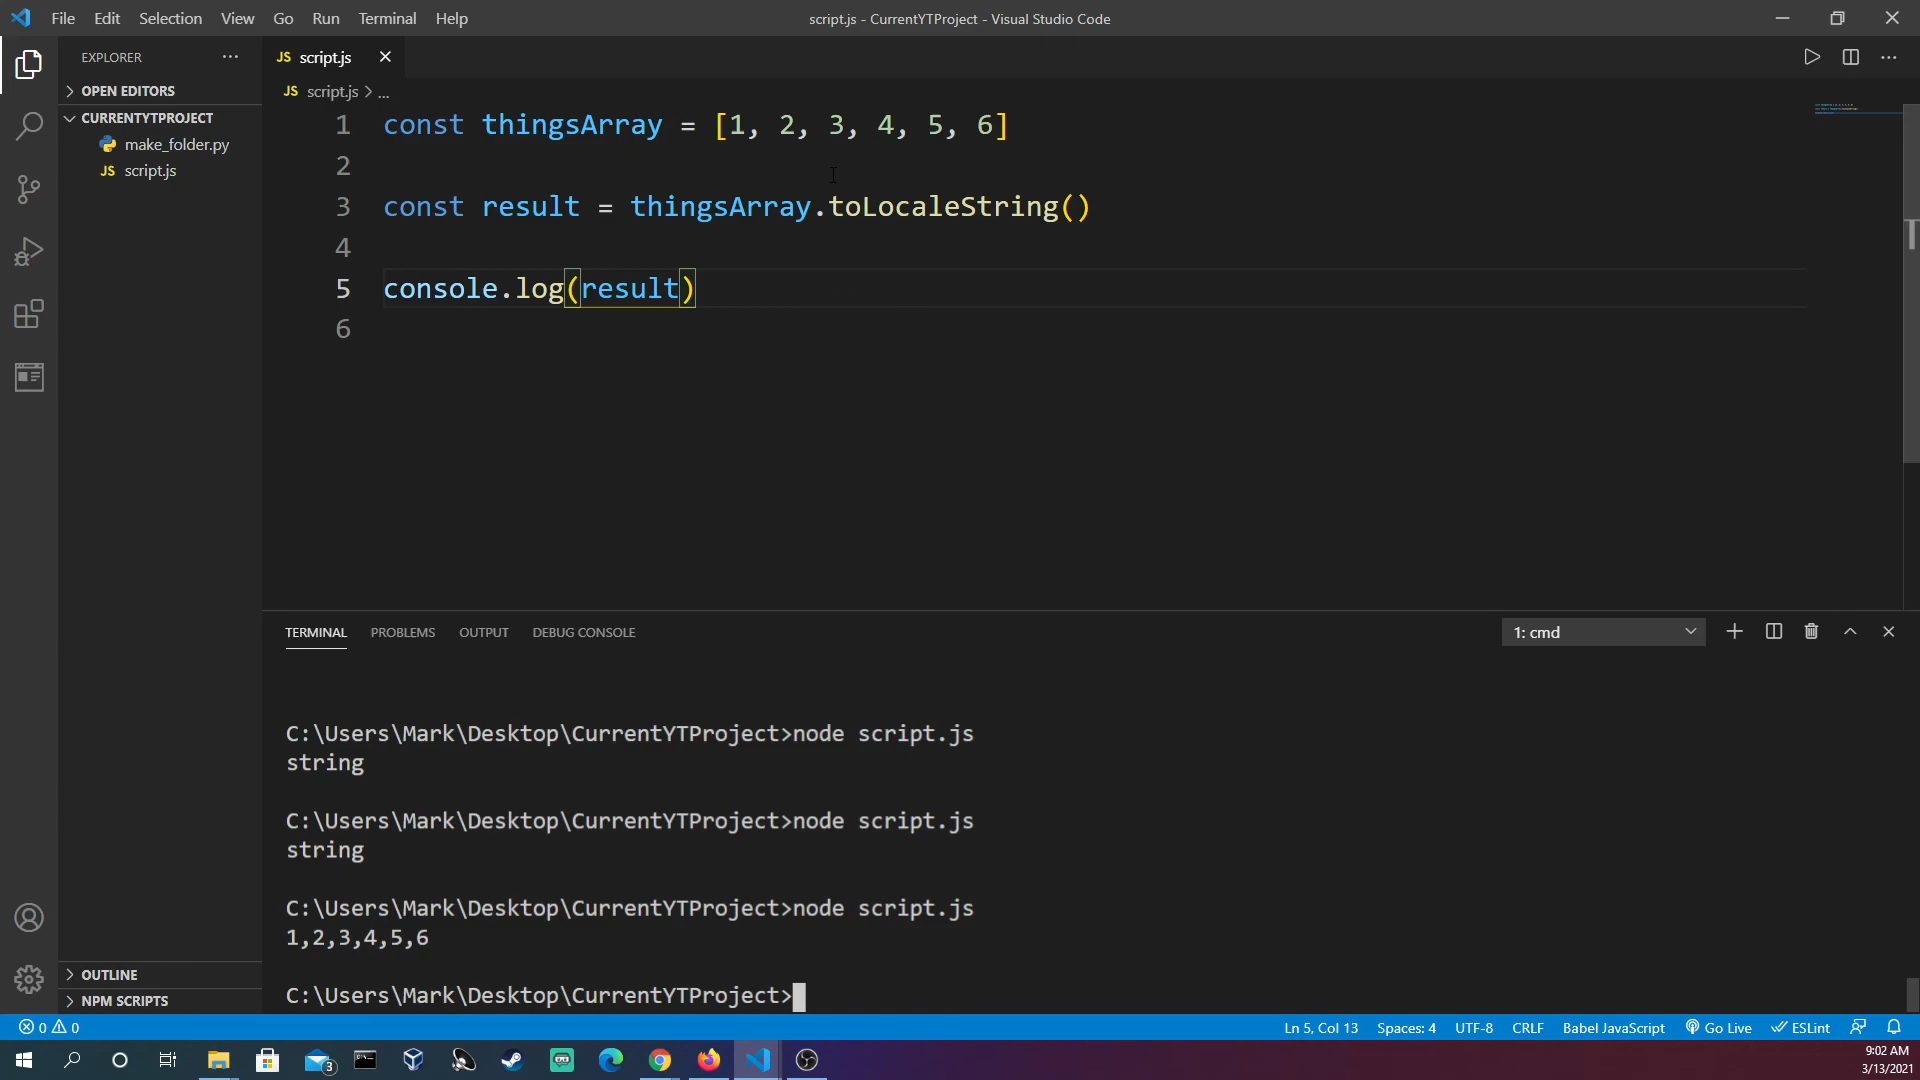 File Edit Selection View Go Run Terminal Help
script.js - CurrentYTProject - Visual Studio Code
EXPLORER
OPEN EDITORS
CURRENTYTPROJECT
make_folder.py
JS script.js
OUTLINE
NPM SCRIPTS
JS script.js
JS script.js > ...
1 const thingsArray = [1, 2, 3, 4, 5, 6]
2
3 const result = thingsArray.toLocaleString()
4
5 console.log(result)
6
TERMINAL PROBLEMS OUTPUT DEBUG CONSOLE
1: cmd
C:\Users\Mark\Desktop\CurrentYTProject>node script.js
string
C:\Users\Mark\Desktop\CurrentYTProject>node script.js
string
C:\Users\Mark\Desktop\CurrentYTProject>node script.js
1,2,3,4,5,6
C:\Users\Mark\Desktop\CurrentYTProject>
0 0
Ln 5, Col 13 Spaces: 4 UTF-8 CRLF Babel JavaScript Go Live ESLint
3
9:02 AM
3/13/2021